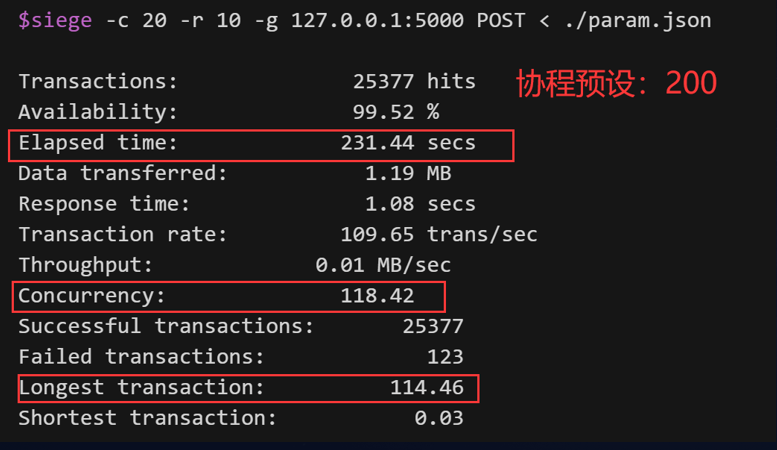 $siege -c 20 -r 10 -g 127.0.0.1:5000 POST < ./param.json
Transactions: 25377 hits
协程预设：200
Availability: 99.52 %
Elapsed time: 231.44 secs
Data transferred: 1.19 MB
Response time: 1.08 secs
Transaction rate: 109.65 trans/sec
Throughput: 0.01 MB/sec
Concurrency: 118.42
Successful transactions: 25377
Failed transactions: 123
Longest transaction: 114.46
Shortest transaction: 0.03